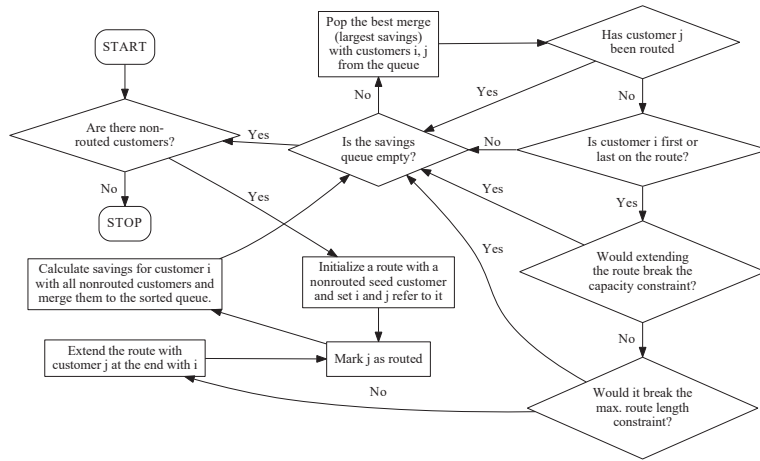 START
Are there non-
routed customers?
Yes
No
STOP
Yes
Pop the best merge
(largest savings)
with customers i, j
from the queue
No
Is the savings
queue empty?
Has customer j
been routed
Yes
No
Is customer i first or
last on the route?
No
Yes
Would extending
the route break the
capacity constraint?
Yes
No
Would it break the
max. route length
constraint?
Yes
No
Calculate savings for customer i
with all nonrouted customers and
merge them to the sorted queue.
Initialize a route with a
nonrouted seed customer
and set i and j refer to it
Extend the route with
customer j at the end with i
Mark j as routed